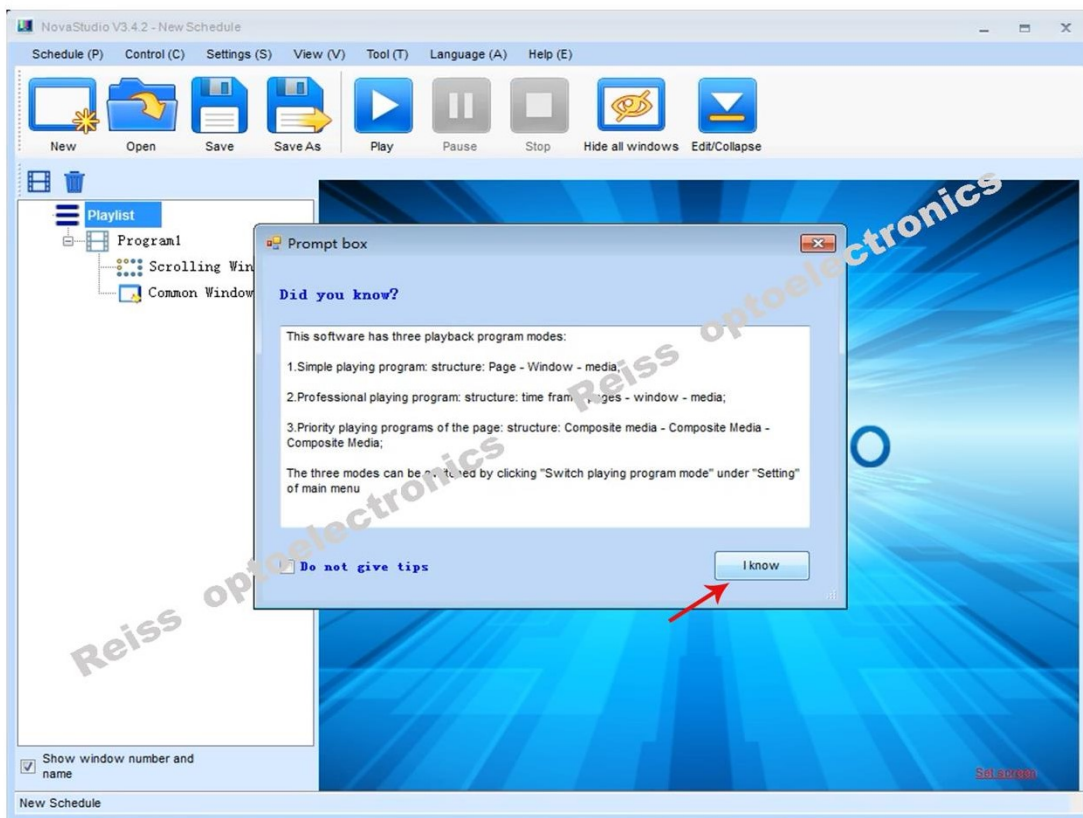 NovaStudio V3.4.2 - New Schedule
Schedule (P) Control (C) Settings (S) View (V) Tool (T) Language (A) Help (E)
New Open Save Save As Play Pause Stop Hide all windows Edit/Collapse
Playlist
Program1
Scrolling Win
Common Window
Prompt box
Did you know?
This software has three playback program modes:
1.Simple playing program: structure: Page - Window - media;
2.Professional playing program: structure: time - window - media;
3.Priority playing programs of the page: structure: Composite media - Composite Media -
Composite Media;
The three modes can be by clicking "Switch playing program mode" under "Setting"
of main menu
Do not give tips
I know
O
Reiss optoelectronics Reiss optoelectronics
Show window number and
name
New Schedule